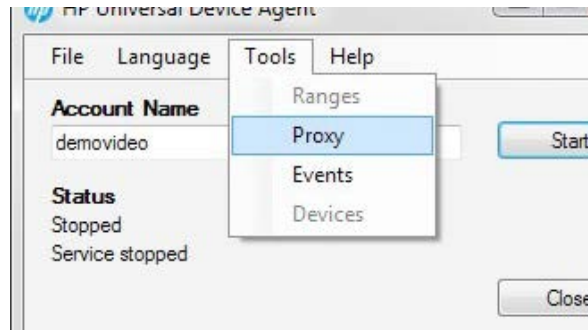 HP Universal Device Agent
File Language Tools Help
Ranges
Proxy
Events
Devices
Account Name
demovideo
Start
Status
Stopped
Service stopped
Close